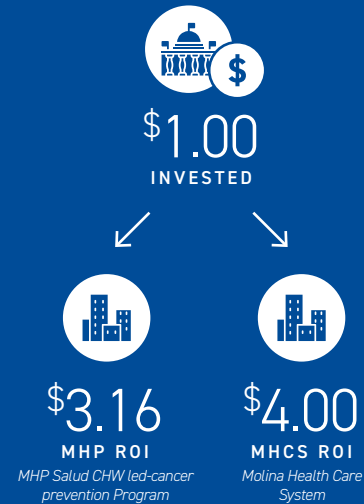 $
$1.00
INVESTED
$3.16
MHP ROI
MHP Salud CHW led-cancer
prevention Program
$4.00
MHCS ROI
Molina Health Care
System